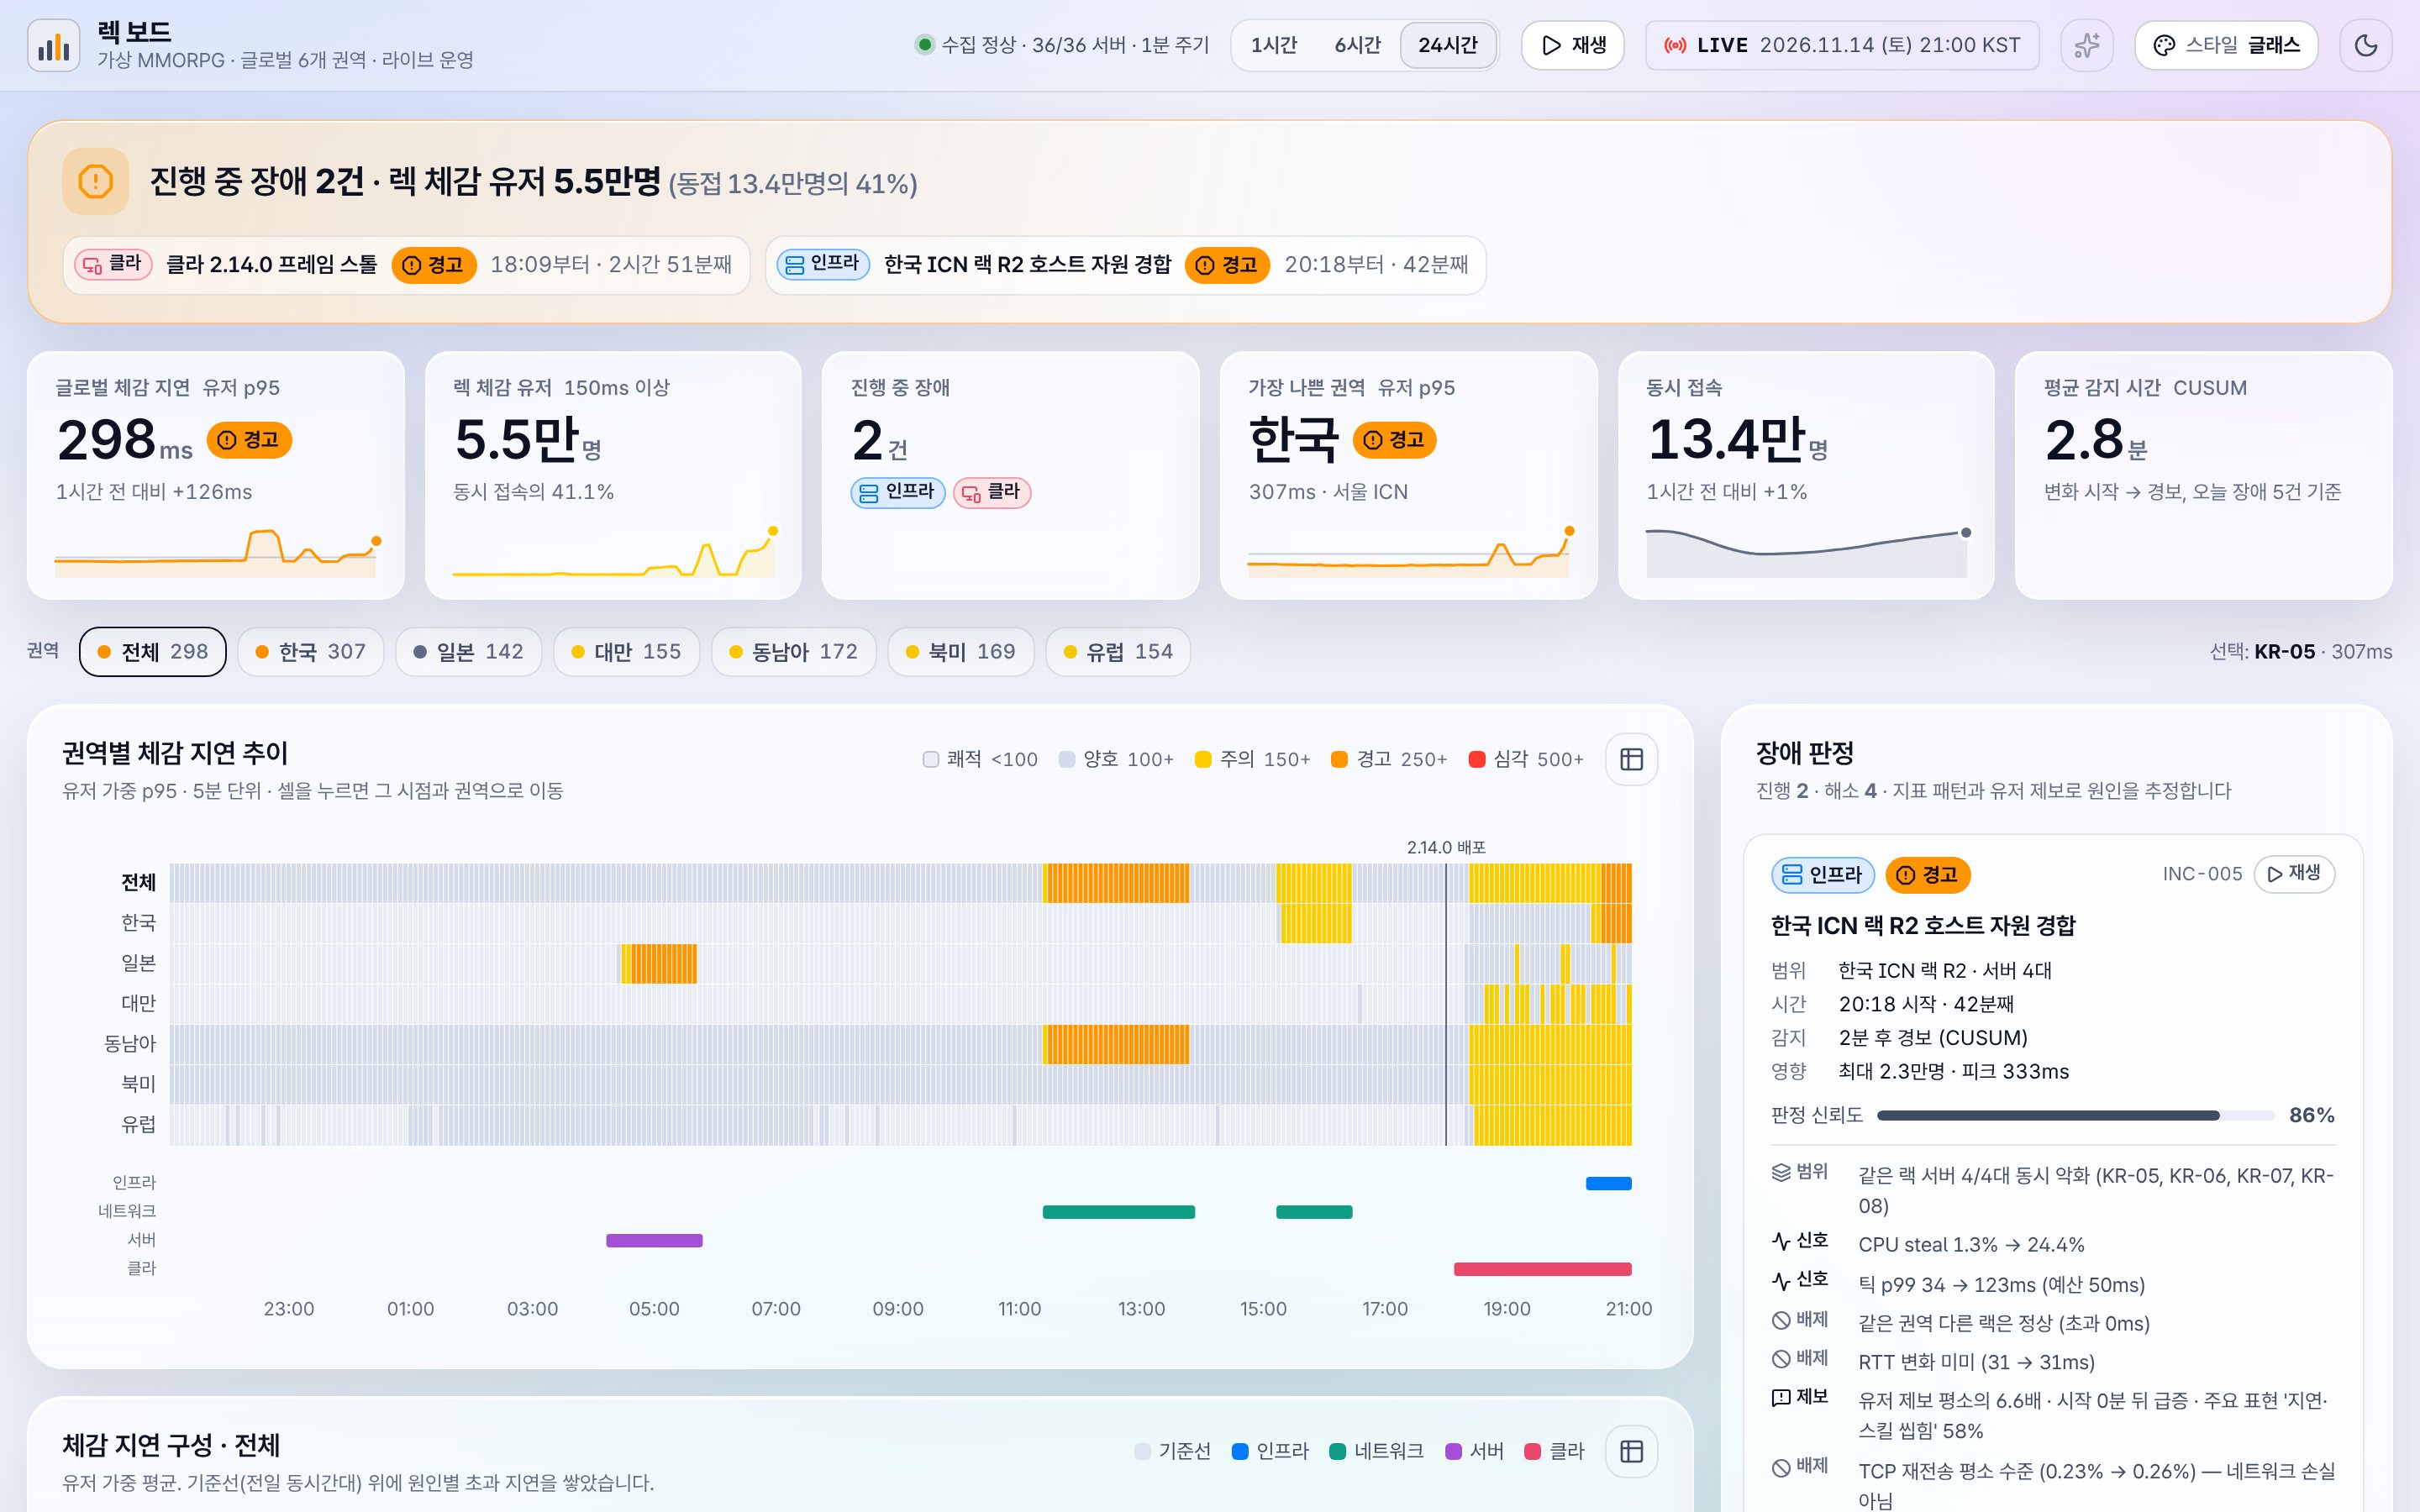 렉 보드
가상 MMORPG · 글로벌 6개 권역 · 라이브 운영
수집 정상 · 36/36 서버 · 1분 주기
1시간 6시간 24시간
재생
LIVE 2026.11.14 (토) 21:00 KST
스타일 글래스
진행 중 장애 2건 · 렉 체감 유저 5.5만명 (동접 13.4만명의 41%)
클라 클라 2.14.0 프레임 스톨 경고 18:09부터 · 2시간 51분째
인프라 한국 ICN 랙 R2 호스트 자원 경합 경고 20:18부터 · 42분째
글로벌 체감 지연 유저 p95
298ms 경고
1시간 전 대비 +126ms
렉 체감 유저 150ms 이상
5.5만명
동시 접속의 41.1%
진행 중 장애
2건
인프라 클라
가장 나쁜 권역 유저 p95
한국 경고
307ms · 서울 ICN
동시 접속
13.4만명
1시간 전 대비 +1%
평균 감지 시간 CUSUM
2.8분
변화 시작 → 경보, 오늘 장애 5건 기준
권역 전체 298 한국 307 일본 142 대만 155 동남아 172 북미 169 유럽 154
선택: KR-05 · 307ms
권역별 체감 지연 추이
유저 가중 p95 · 5분 단위 · 셀을 누르면 그 시점과 권역으로 이동
쾌적 <100 양호 100+ 주의 150+ 경고 250+ 심각 500+
2.14.0 배포
전체
한국
일본
대만
동남아
북미
유럽
인프라
네트워크
서버
클라
23:00 01:00 03:00 05:00 07:00 09:00 11:00 13:00 15:00 17:00 19:00 21:00
체감 지연 구성 · 전체
유저 가중 평균. 기준선(전일 동시간대) 위에 원인별 초과 지연을 쌓았습니다.
기준선 인프라 네트워크 서버 클라
장애 판정
진행 2 · 해소 4 · 지표 패턴과 유저 제보로 원인을 추정합니다
인프라 경고 INC-005 재생
한국 ICN 랙 R2 호스트 자원 경합
범위 한국 ICN 랙 R2 · 서버 4대
시간 20:18 시작 · 42분째
감지 2분 후 경보 (CUSUM)
영향 최대 2.3만명 · 피크 333ms
판정 신뢰도 86%
범위 같은 랙 서버 4/4대 동시 악화 (KR-05, KR-06, KR-07, KR-
08)
신호 CPU steal 1.3% → 24.4%
신호 틱 p99 34 → 123ms (예산 50ms)
배제 같은 권역 다른 랙은 정상 (초과 0ms)
배제 RTT 변화 미미 (31 → 31ms)
제보 유저 제보 평소의 6.6배 · 시작 0분 뒤 급증 · 주요 표현 '지연·
스킬 씹힘' 58%
배제 TCP 재전송 평소 수준 (0.23% → 0.26%) — 네트워크 손실
아님